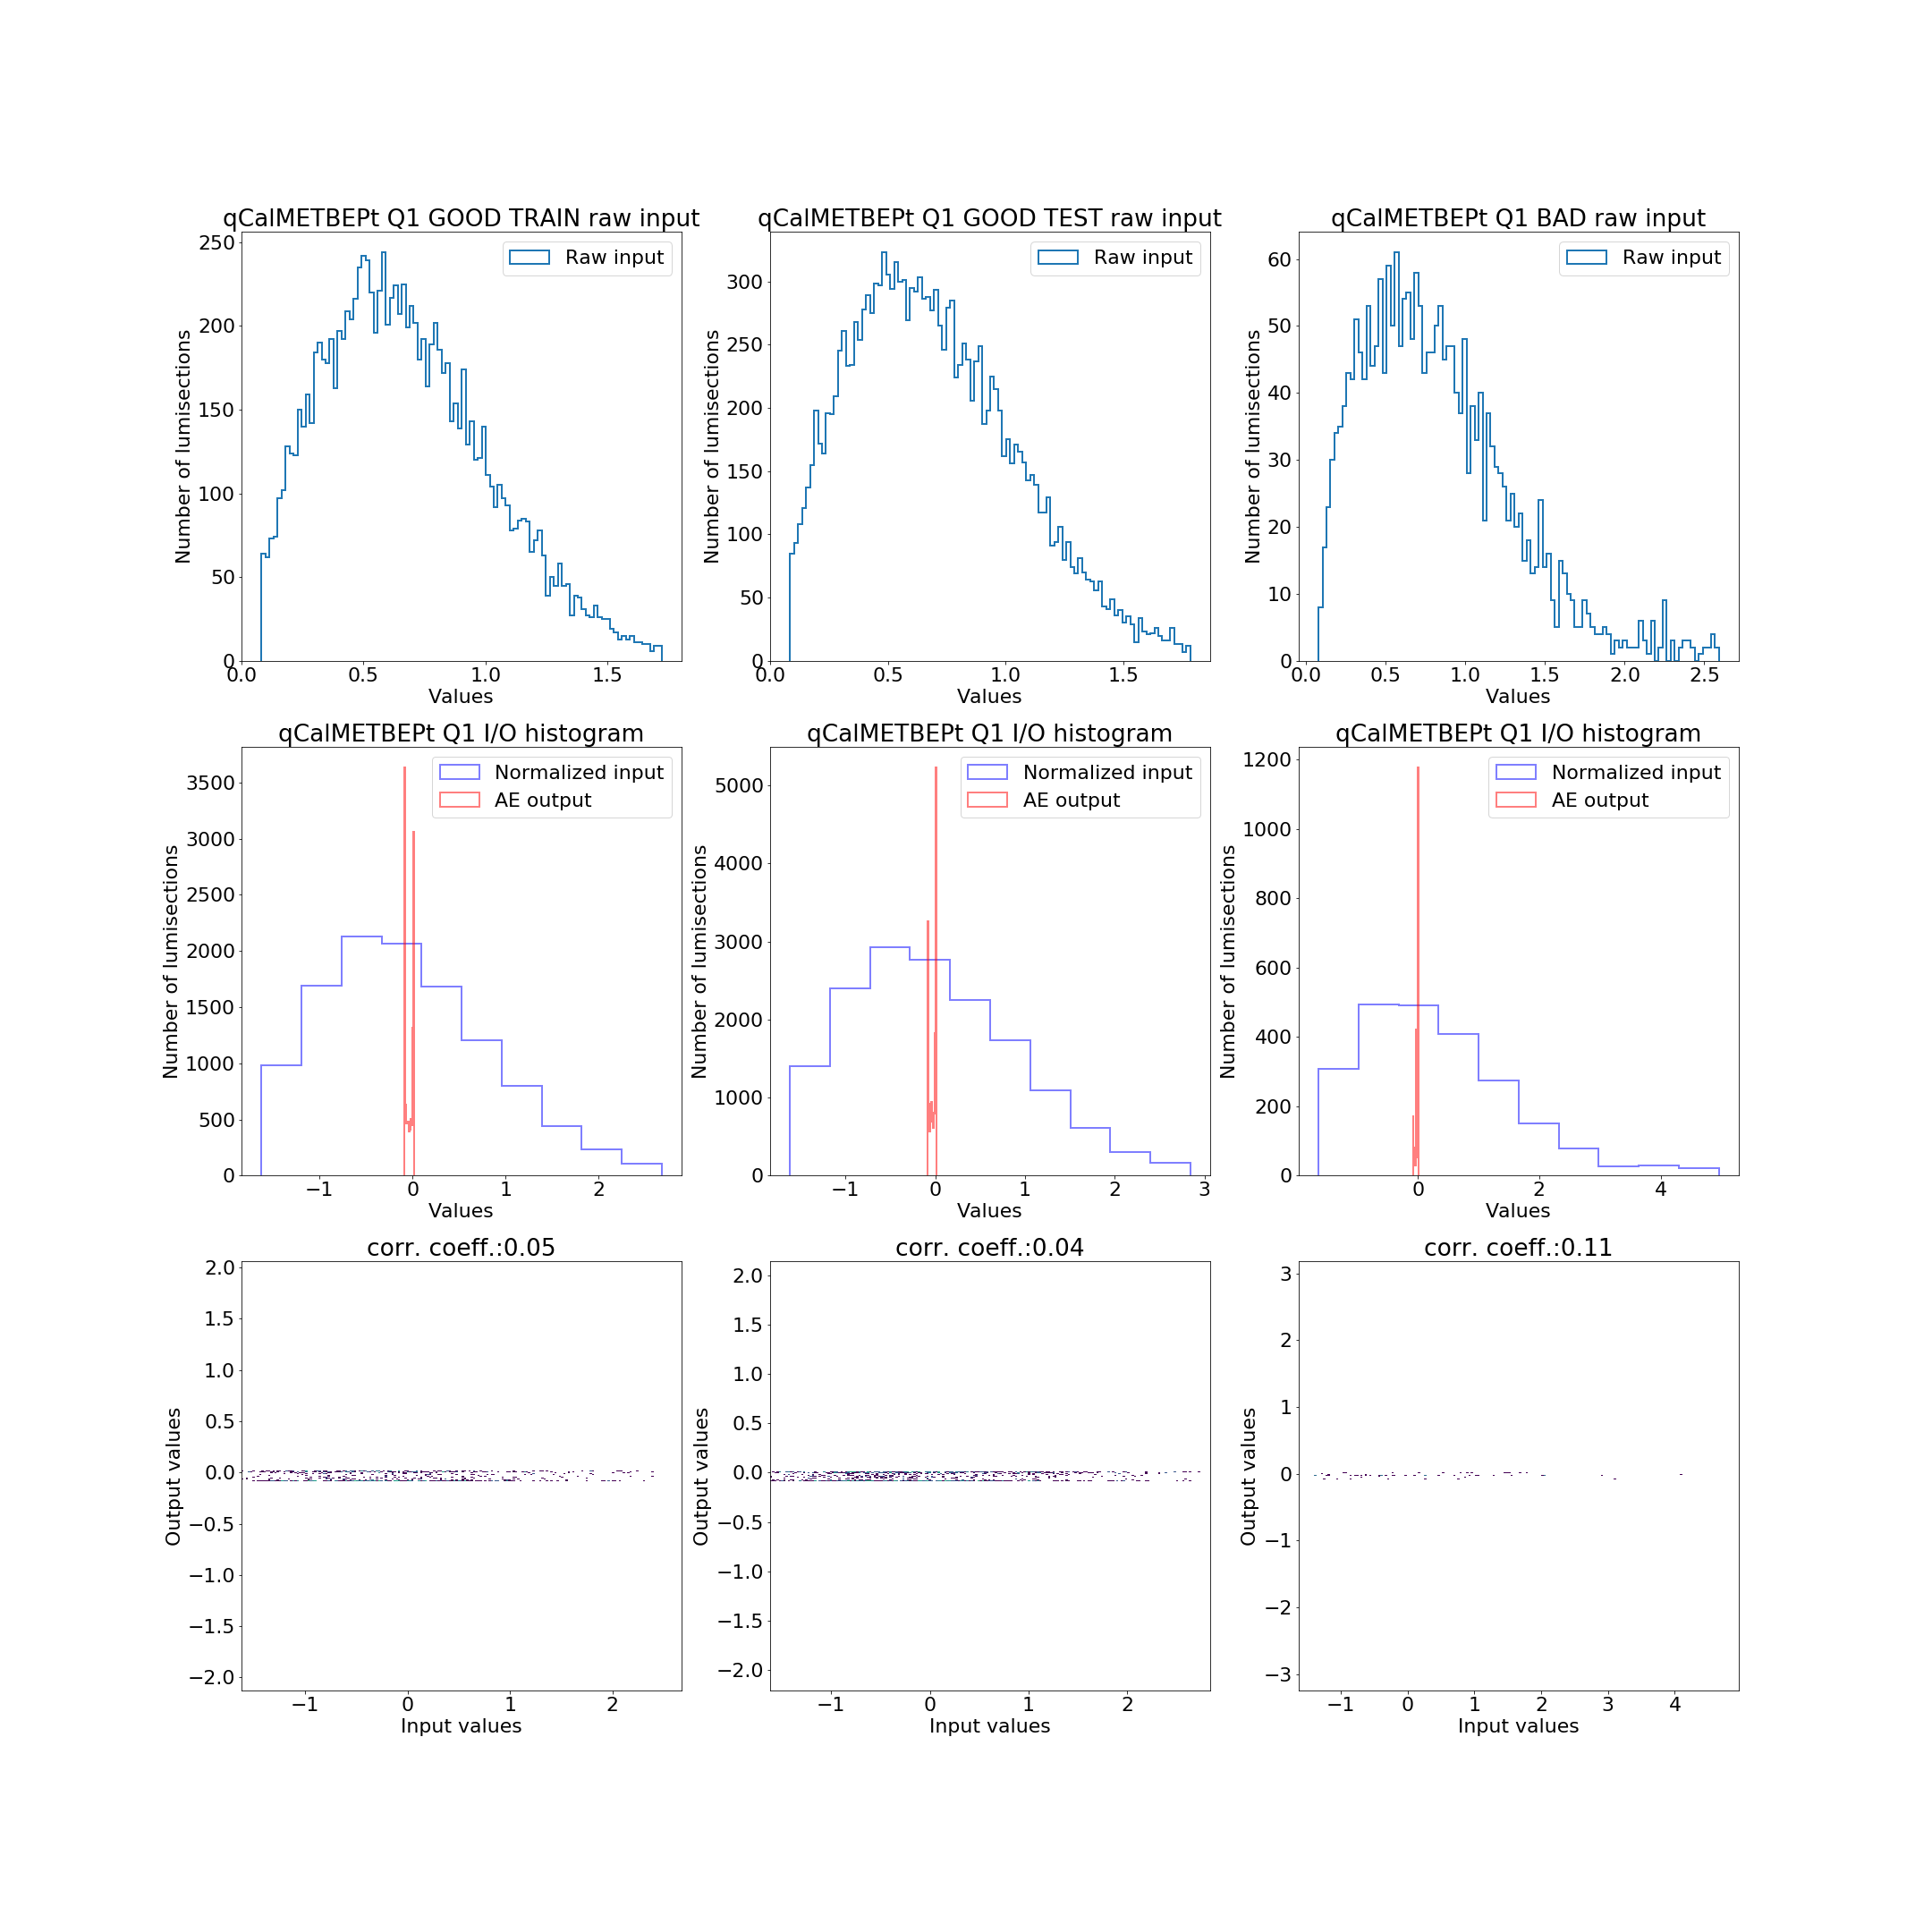 qCalMETBEPt Q1 GOOD TRAIN raw input
qCalMETBEPt Q1 GOOD TEST raw input
qCalMETBEPt Q1 BAD raw input
Raw input
Raw input
Raw input
Number of lumisections
250
200
150
100
50
0
0.0 0.5 1.0 1.5
Values
Number of lumisections
300
250
200
150
100
50
0
0.0 0.5 1.0 1.5
Values
Number of lumisections
60
50
40
30
20
10
0
0.0 0.5 1.0 1.5 2.0 2.5
Values
qCalMETBEPt Q1 I/O histogram
qCalMETBEPt Q1 I/O histogram
qCalMETBEPt Q1 I/O histogram
Normalized input
AE output
Number of lumisections
3500
3000
2500
2000
1500
1000
500
0
−1 0 1 2
Values
Normalized input
AE output
Number of lumisections
5000
4000
3000
2000
1000
0
−1 0 1 2 3
Values
Normalized input
AE output
Number of lumisections
1200
1000
800
600
400
200
0
0 2 4
Values
corr. coeff.:0.05
corr. coeff.:0.04
corr. coeff.:0.11
Output values
2.0
1.5
1.0
0.5
0.0
−0.5
−1.0
−1.5
−2.0
−1 0 1 2
Input values
Output values
2.0
1.5
1.0
0.5
0.0
−0.5
−1.0
−1.5
−2.0
−1 0 1 2
Input values
Output values
3
2
1
0
−1
−2
−3
−1 0 1 2 3 4
Input values